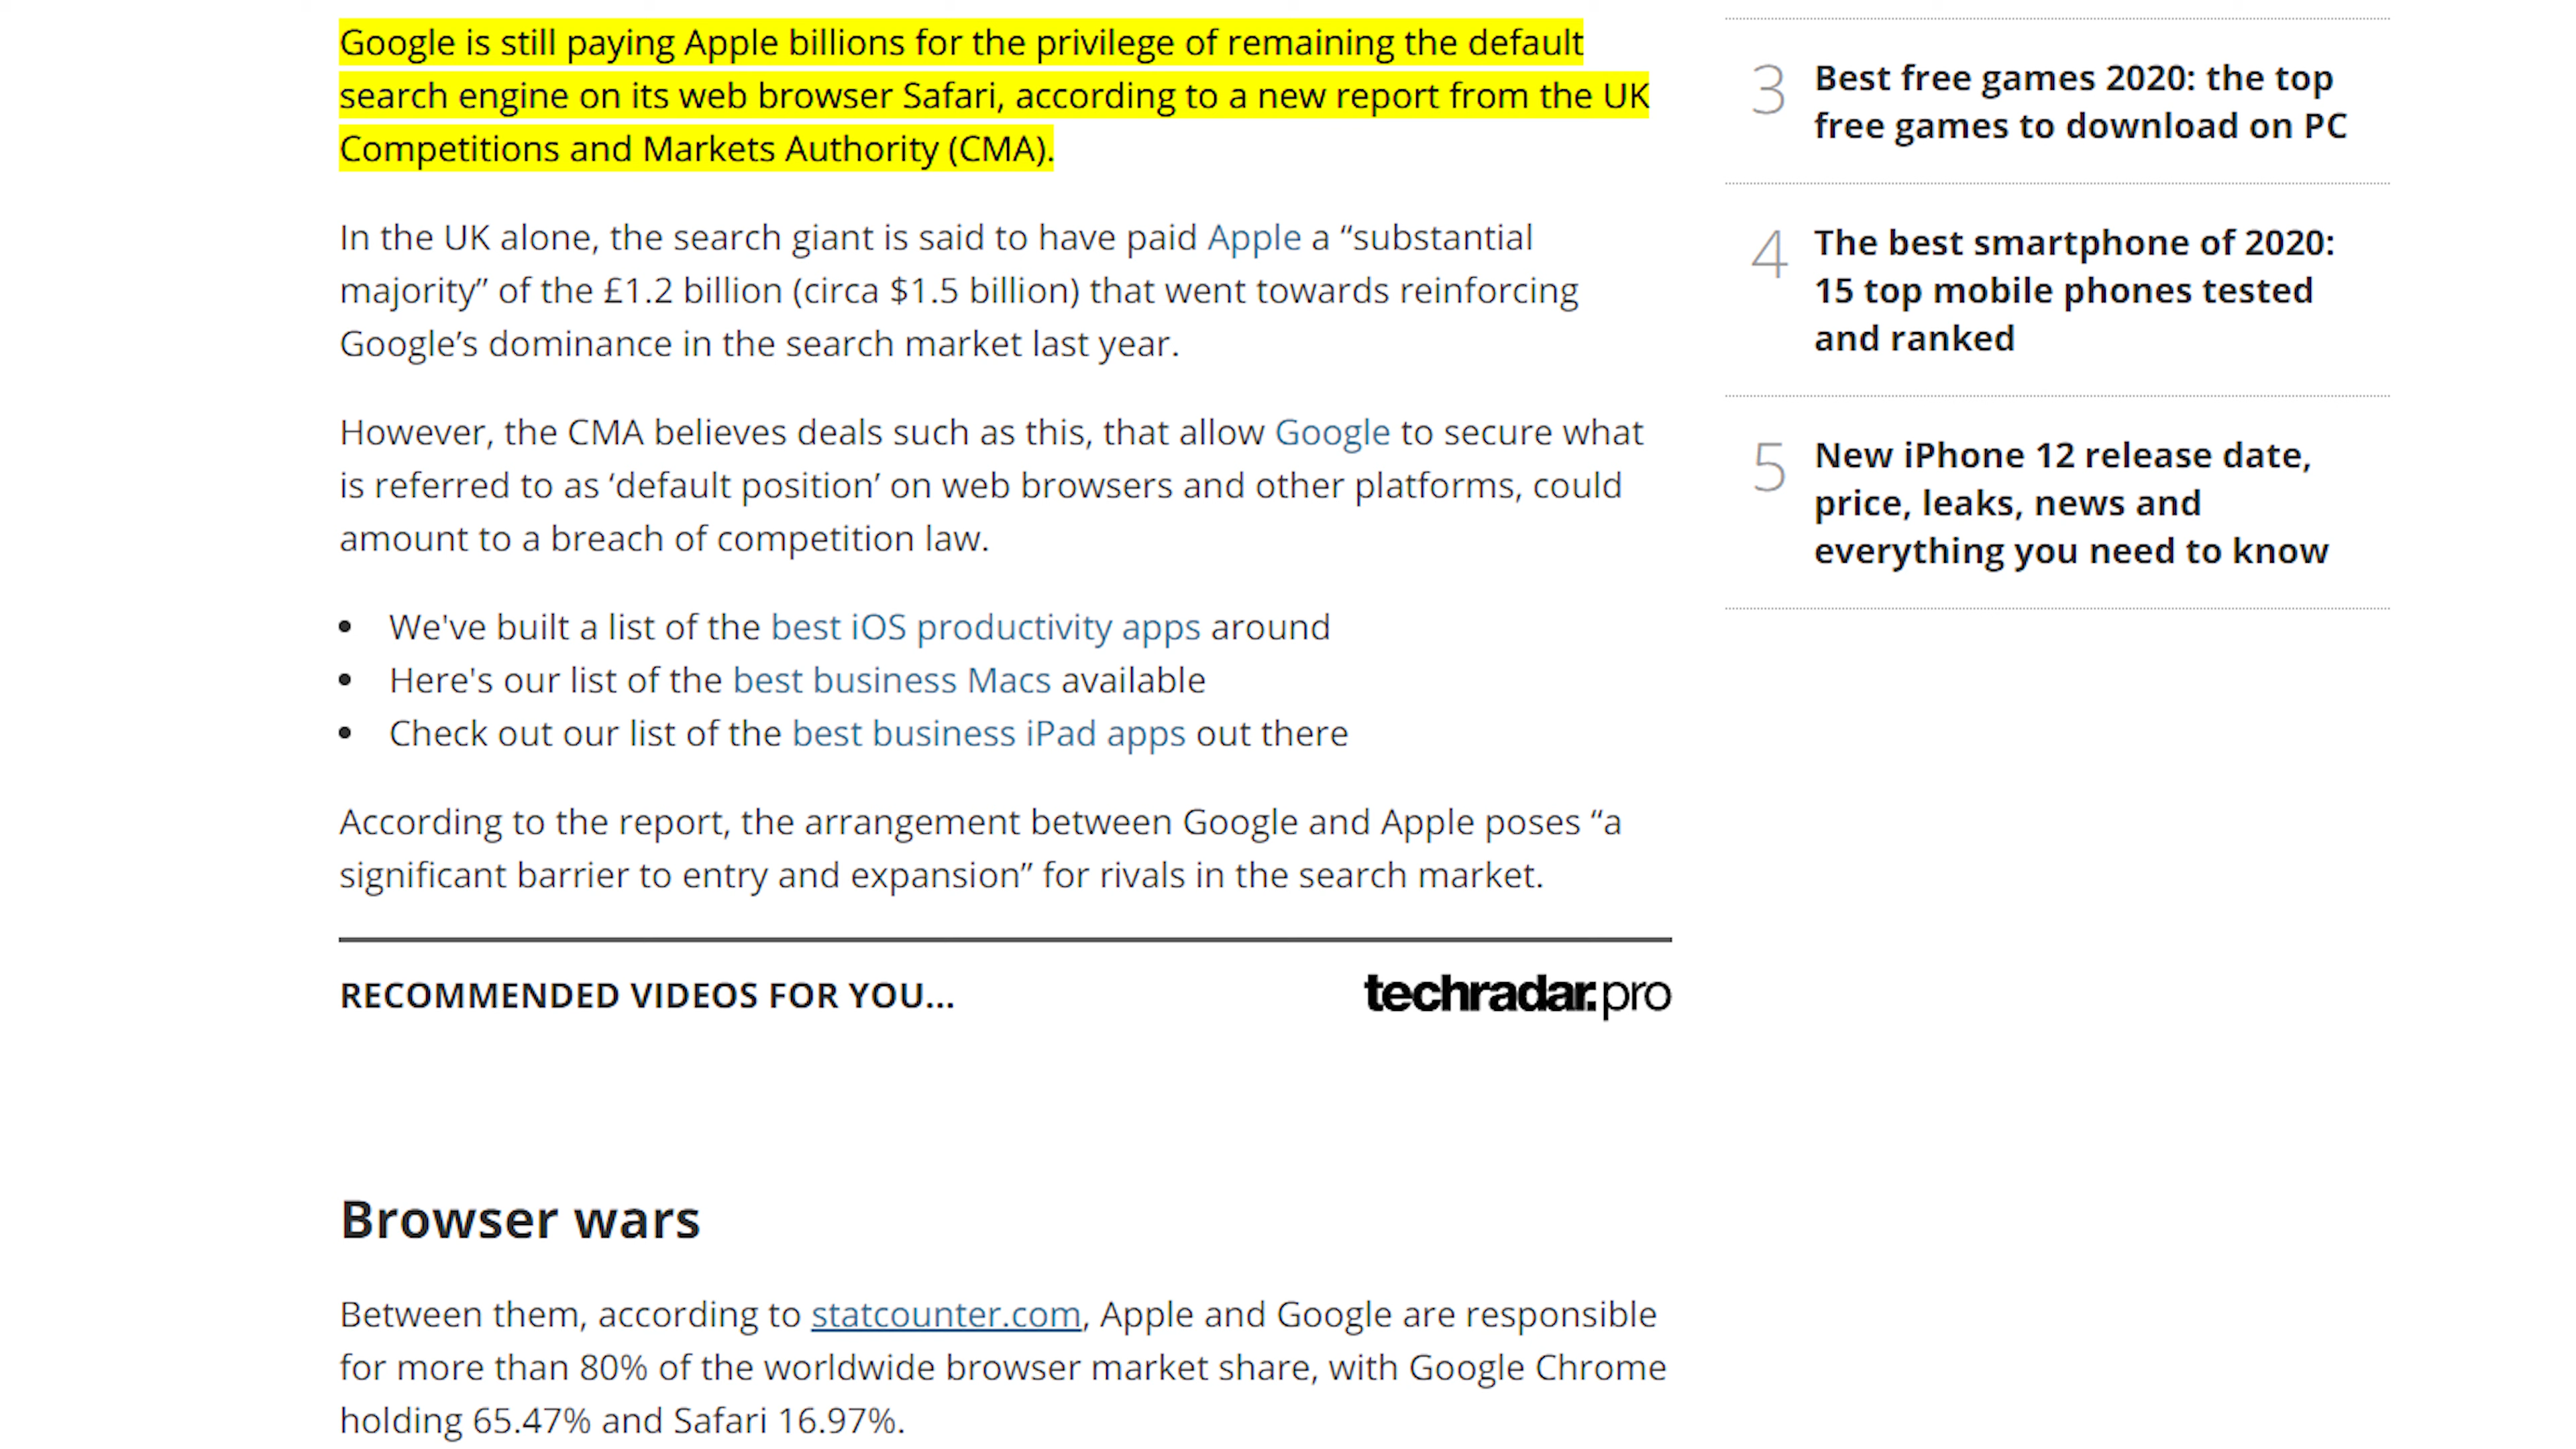 Google is still paying Apple billions for the privilege of remaining the default
search engine on its web browser Safari, according to a new report from the UK
Competitions and Markets Authority (CMA).
In the UK alone, the search giant is said to have paid Apple a “substantial
majority” of the £1.2 billion (circa $1.5 billion) that went towards reinforcing
Google’s dominance in the search market last year.
However, the CMA believes deals such as this, that allow Google to secure what
is referred to as ‘default position’ on web browsers and other platforms, could
amount to a breach of competition law.
• We've built a list of the best iOS productivity apps around
• Here's our list of the best business Macs available
• Check out our list of the best business iPad apps out there
According to the report, the arrangement between Google and Apple poses “a
significant barrier to entry and expansion” for rivals in the search market.
RECOMMENDED VIDEOS FOR YOU...
techradar.pro
Browser wars
Between them, according to statcounter.com, Apple and Google are responsible
for more than 80% of the worldwide browser market share, with Google Chrome
holding 65.47% and Safari 16.97%.
3 Best free games 2020: the top
free games to download on PC
4 The best smartphone of 2020:
15 top mobile phones tested
and ranked
5 New iPhone 12 release date,
price, leaks, news and
everything you need to know